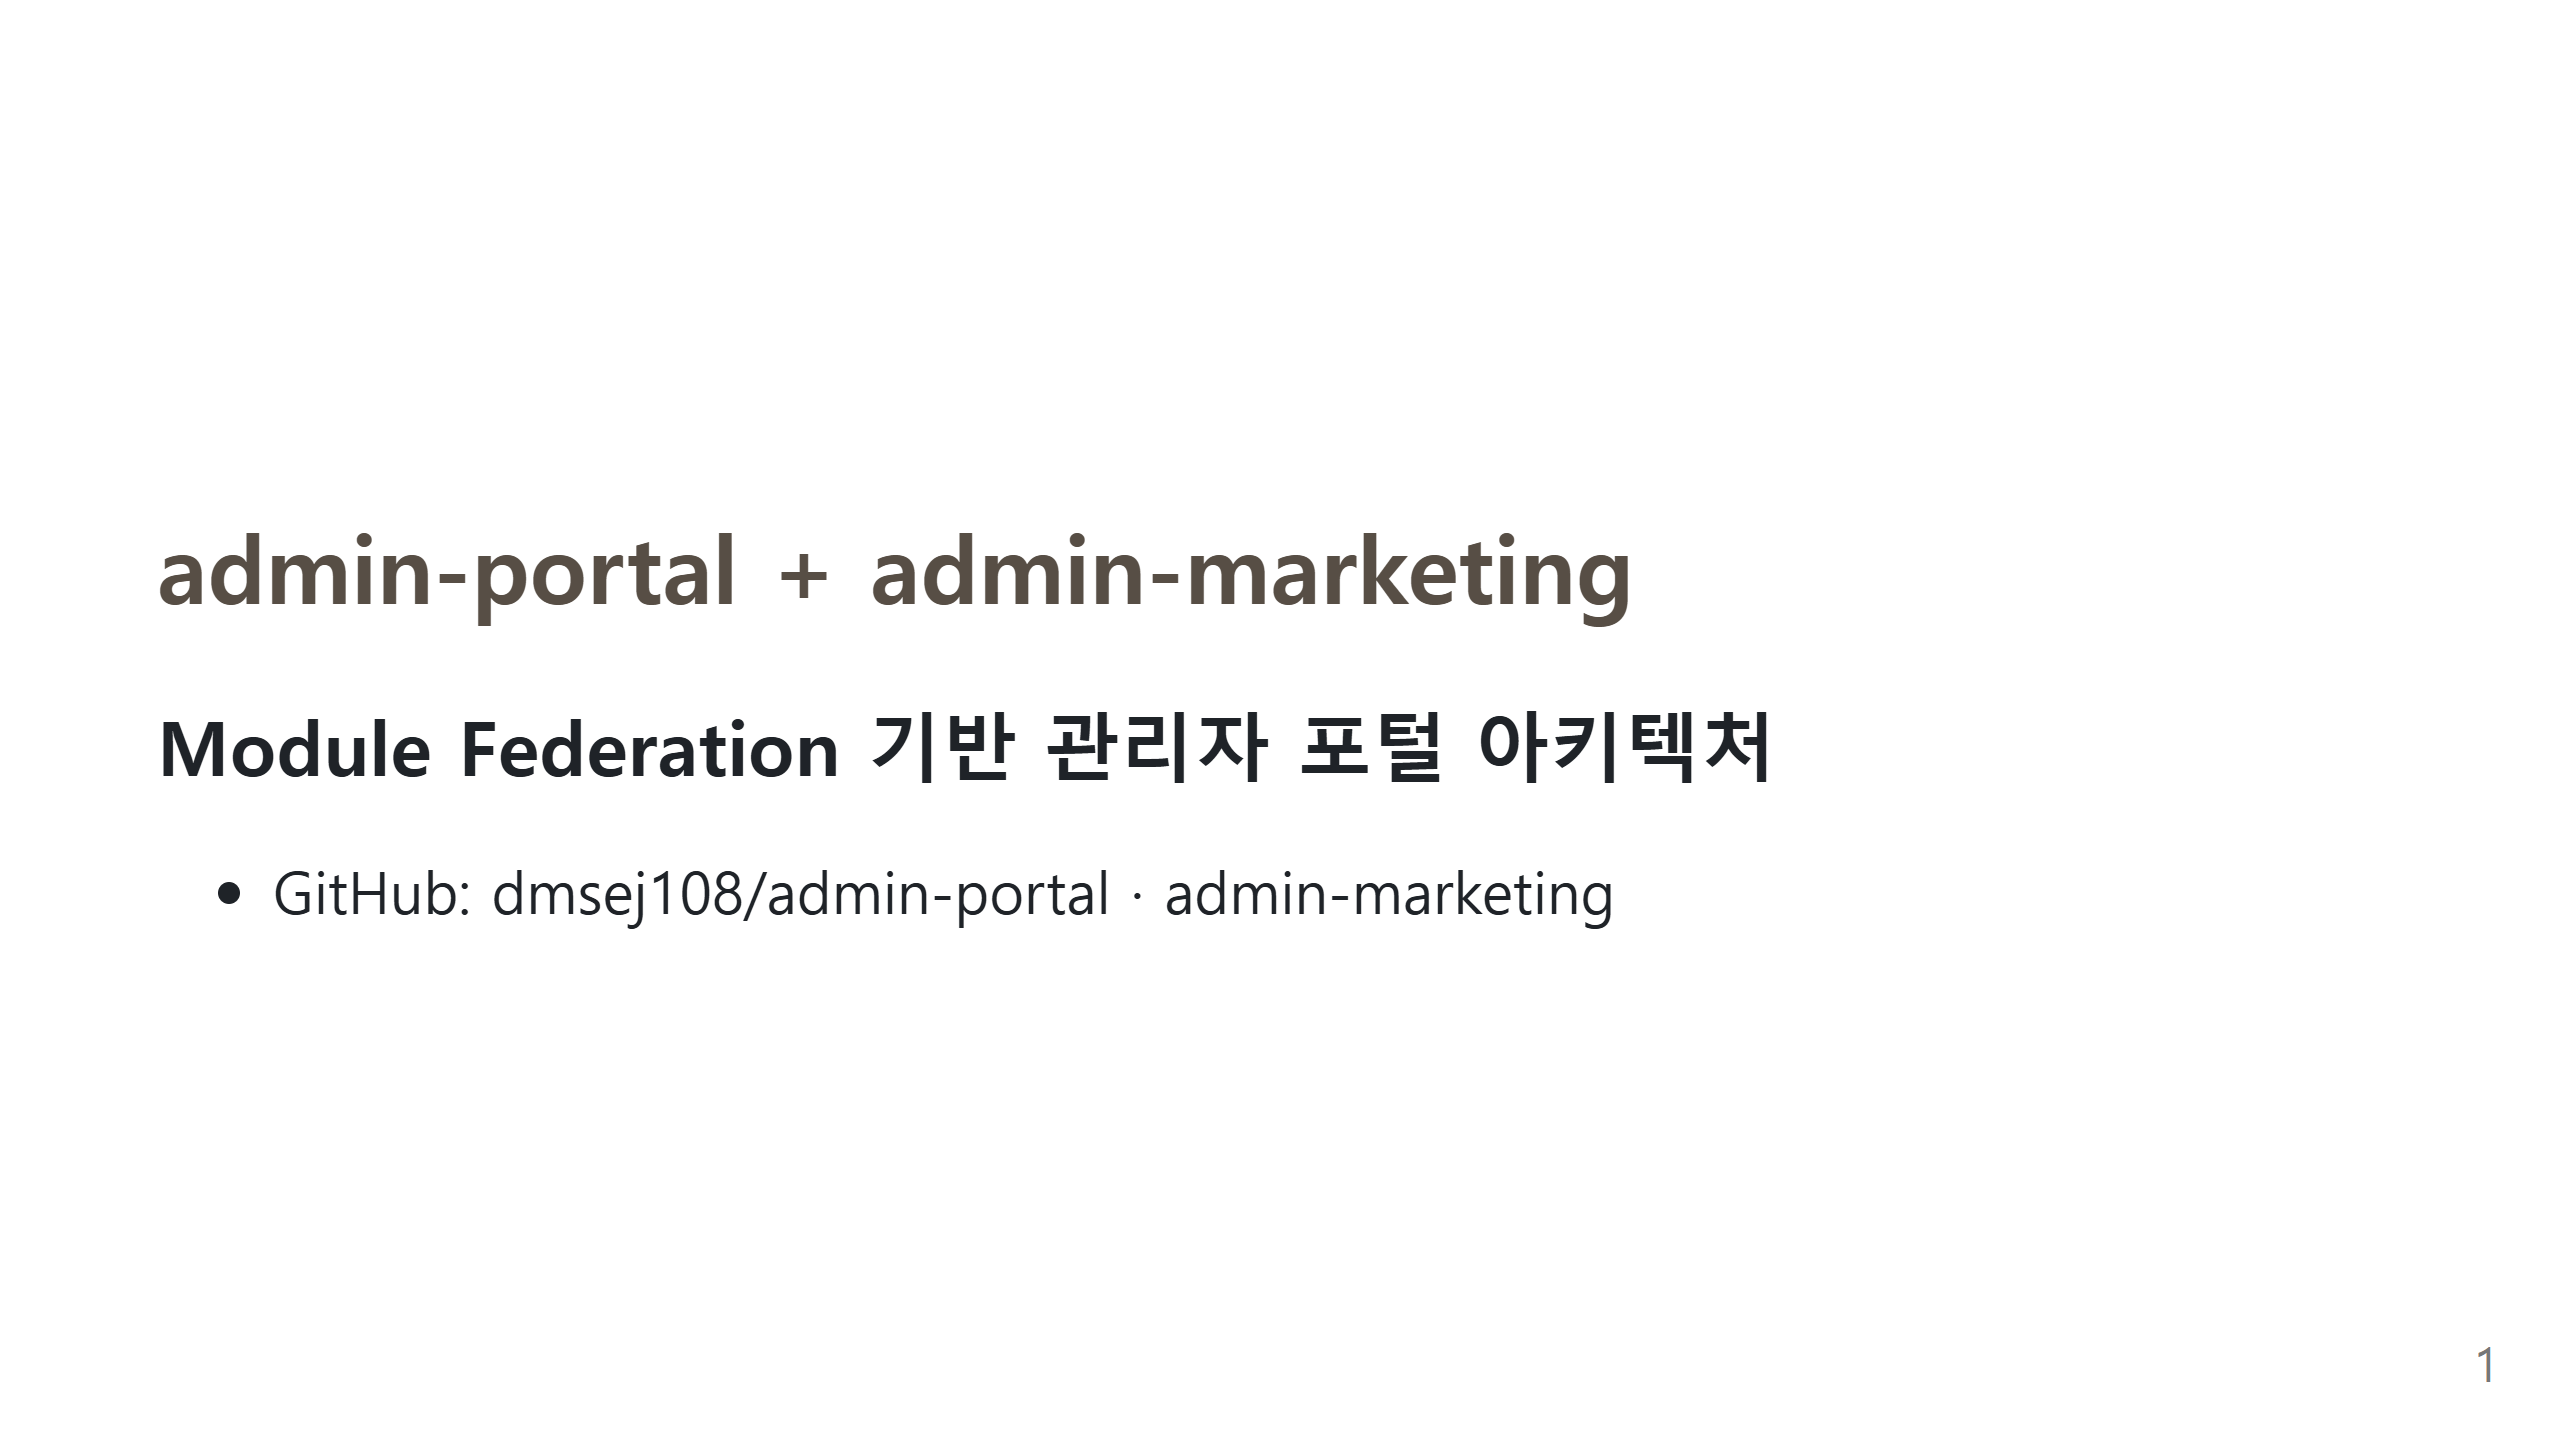 admin-portal + admin-marketing
Module Federation 기반 관리자 포털 아키텍처
• GitHub: dmsej108/admin-portal · admin-marketing
1